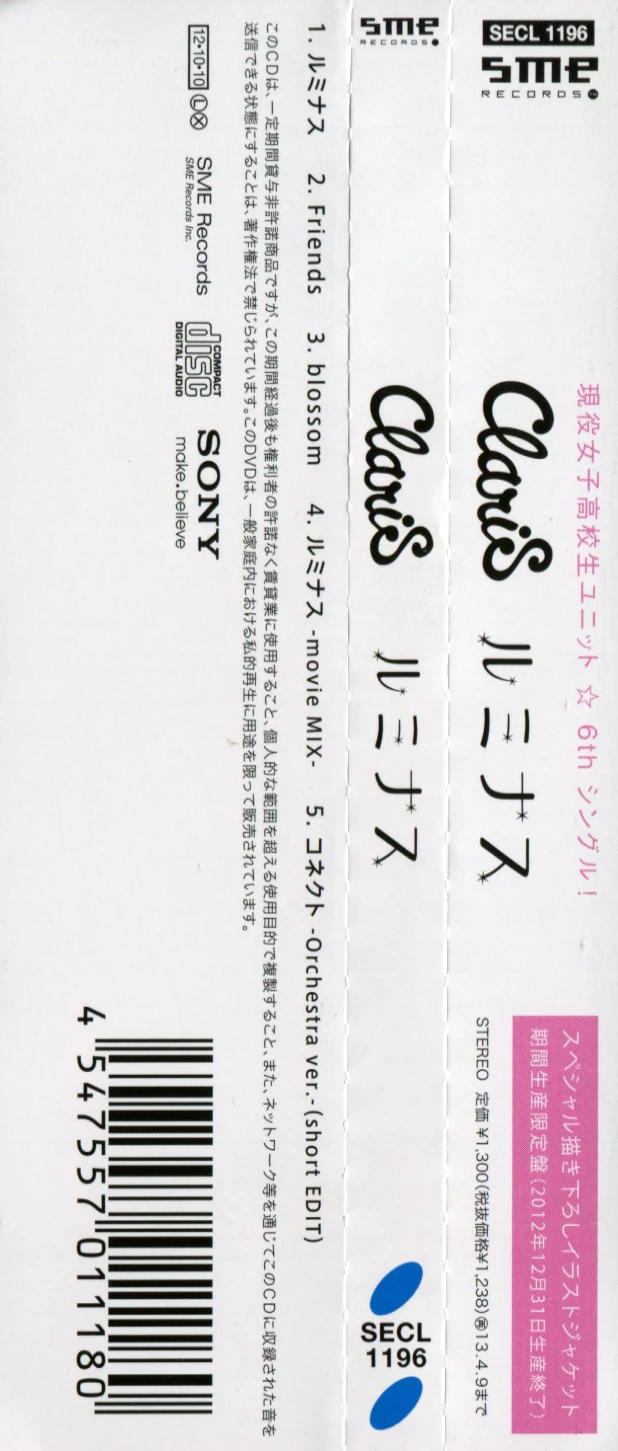 SECL 1196
SME
RECORDS
現役女子高校生ユニット ☆ 6th シングル!
ClariS ルミナス
スペシャル描き下ろしイラストジャケット
期間生産限定盤(2012年12月31日生産終了)
STEREO 定価¥1,300(税抜価格¥1,238)㊢13.4.9まで
SME
RECORDS
ClariS ルミナス
SECL
1196
1. ルミナス 2. Friends 3. blossom 4. ルミナス -movie MIX- 5. コネクト -Orchestra ver.-(short EDIT)
このCDは、一定期間貸与非許諾商品ですが、この期間経過後も権利者の許諾なく賃貸業に使用すること、個人的な範囲を超える使用目的で複製すること、また、ネットワーク等を通じてこのCDに収録された音を
送信できる状態にすることは、著作権法で禁じられています。このDVDは、一般家庭内における私的再生に用途を限って販売されています。
12•10•10 Ⓛ Ⓧ SME Records
SME Records Inc.
COMPACT
disc
DIGITAL AUDIO
SONY
make.believe
4 547557 011180